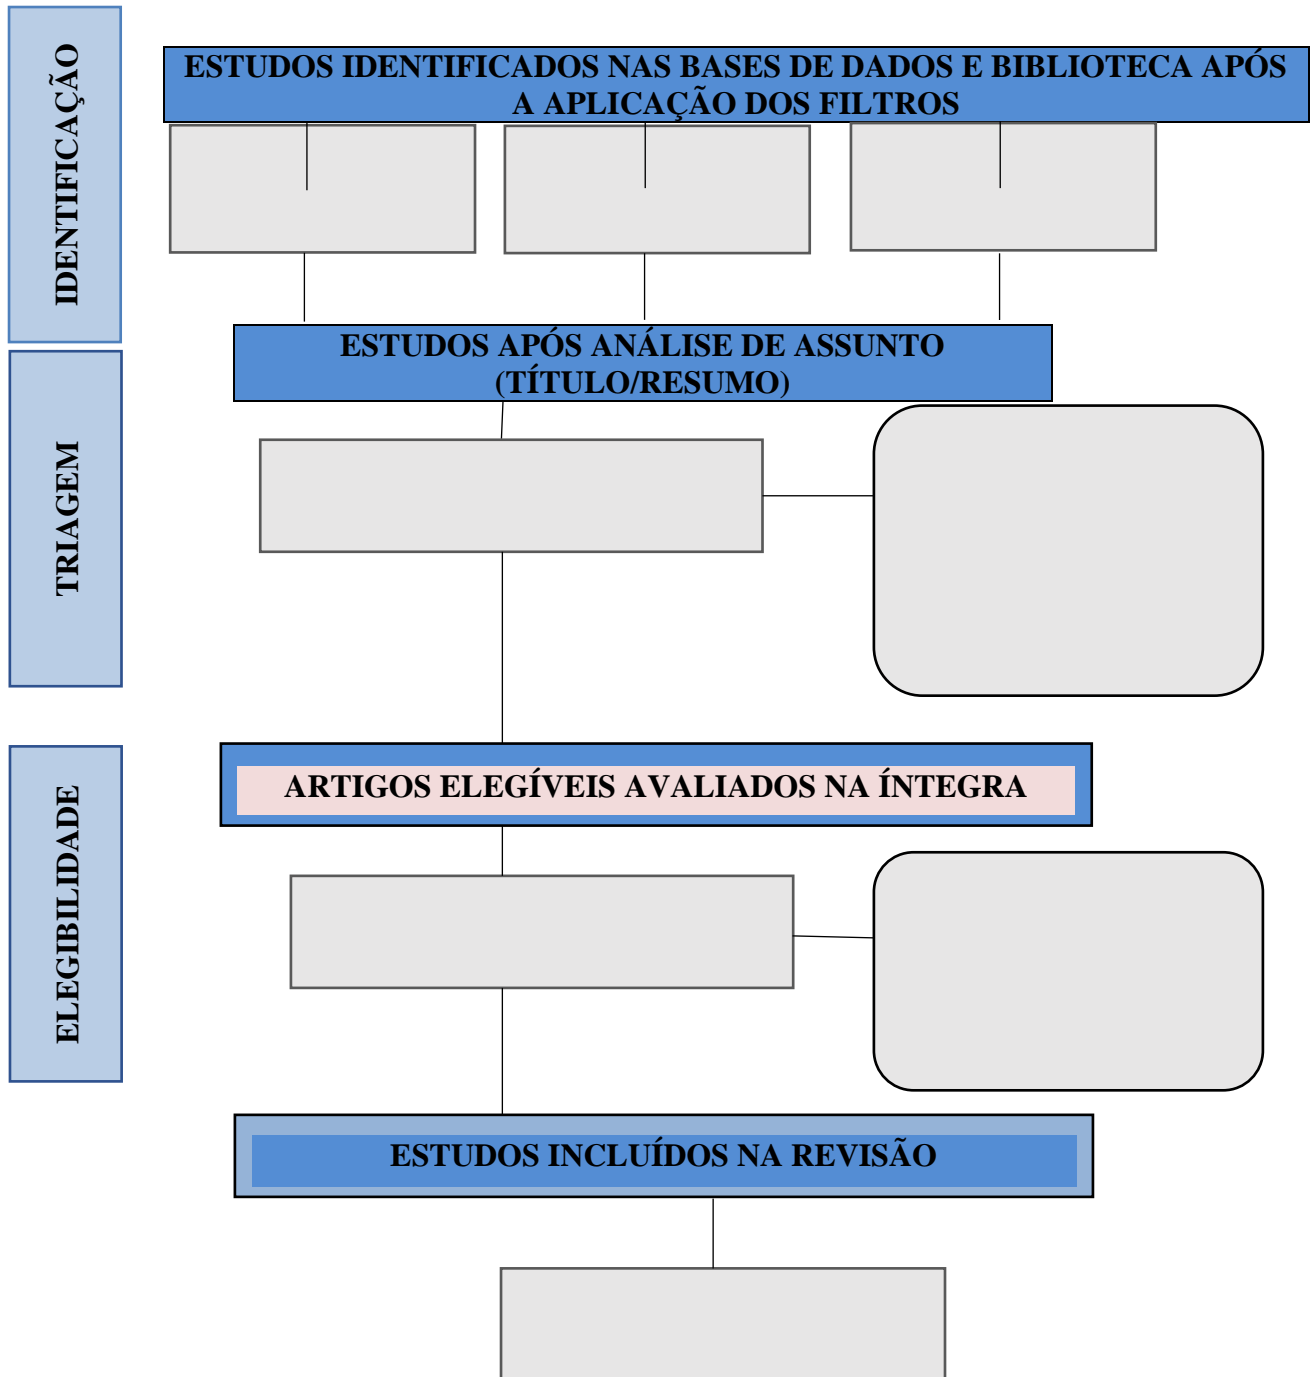 IDENTIFICAÇÃO
ESTUDOS IDENTIFICADOS NAS BASES DE DADOS E BIBLIOTECA APÓS
A APLICAÇÃO DOS FILTROS
TRIAGEM
ESTUDOS APÓS ANÁLISE DE ASSUNTO
(TÍTULO/RESUMO)
ELEGIBILIDADE
ARTIGOS ELEGÍVEIS AVALIADOS NA ÍNTEGRA
ESTUDOS INCLUÍDOS NA REVISÃO